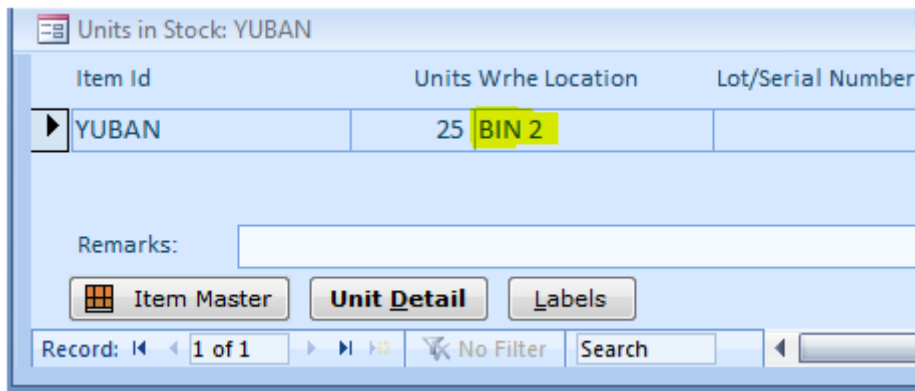 Units in Stock: YUBAN
Item Id Units Wrhe Location Lot/Serial Number
YUBAN 25 BIN 2
Remarks:
Item Master Unit Detail Labels
Record: 1 of 1 No Filter Search